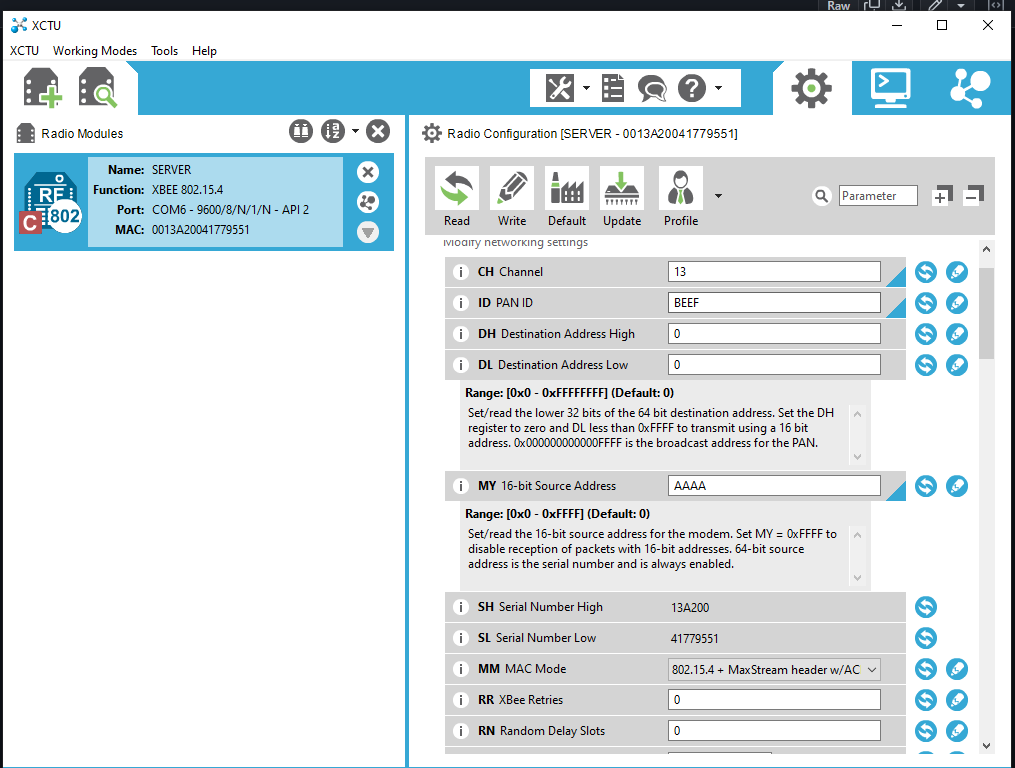 Raw
XCTU
XCTU Working Modes Tools Help
Radio Modules
Radio Configuration [SERVER - 0013A20041779551]
Name: SERVER
Function: XBEE 802.15.4
Port: COM6 - 9600/8/N/1/N - API 2
MAC: 0013A20041779551
RF
C 802
Read Write Default Update Profile
Parameter
Modify networking settings
i CH Channel 13
i ID PAN ID BEEF
i DH Destination Address High 0
i DL Destination Address Low 0
Range: [0x0 - 0xFFFFFFFF] (Default: 0)
Set/read the lower 32 bits of the 64 bit destination address. Set the DH
register to zero and DL less than 0xFFFF to transmit using a 16 bit
address. 0x000000000000FFFF is the broadcast address for the PAN.
i MY 16-bit Source Address AAAA
Range: [0x0 - 0xFFFF] (Default: 0)
Set/read the 16-bit source address for the modem. Set MY = 0xFFFF to
disable reception of packets with 16-bit addresses. 64-bit source
address is the serial number and is always enabled.
i SH Serial Number High 13A200
i SL Serial Number Low 41779551
i MM MAC Mode 802.15.4 + MaxStream header w/AC
i RR XBee Retries 0
i RN Random Delay Slots 0